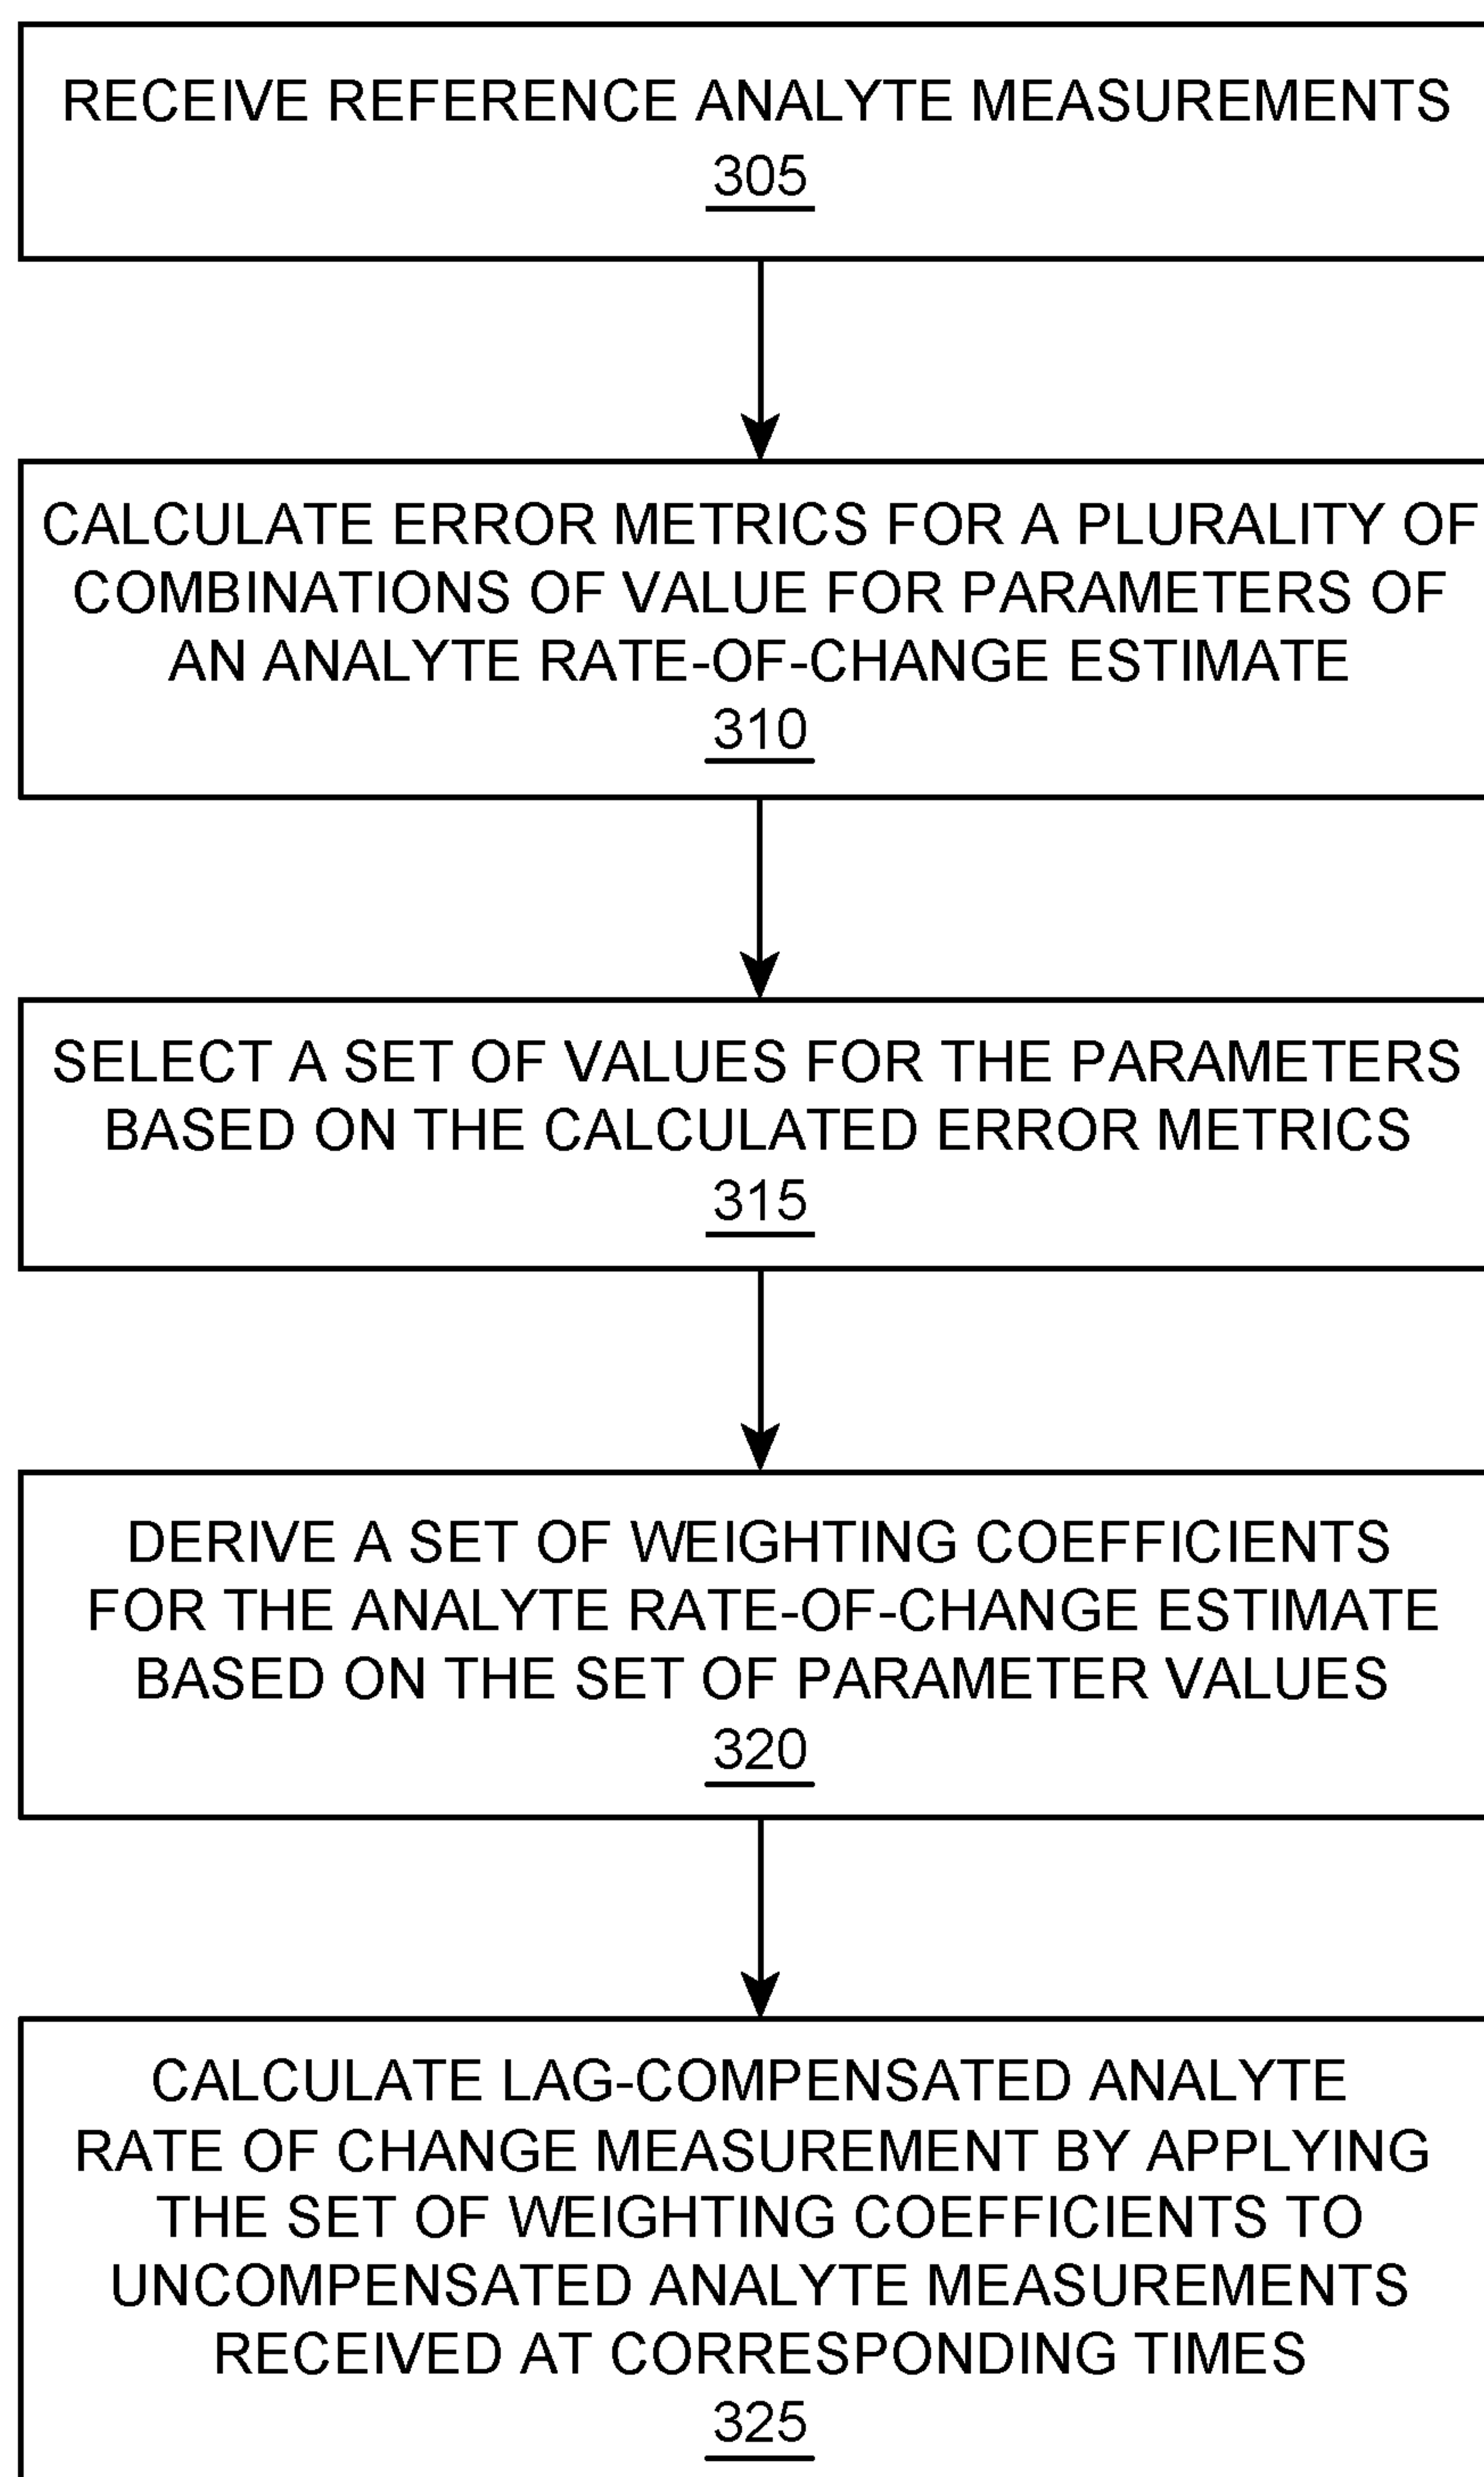 RECEIVE REFERENCE ANALYTE MEASUREMENTS
305
CALCULATE ERROR METRICS FOR A PLURALITY OF
COMBINATIONS OF VALUE FOR PARAMETERS OF
AN ANALYTE RATE-OF-CHANGE ESTIMATE
310
SELECT A SET OF VALUES FOR THE PARAMETERS
BASED ON THE CALCULATED ERROR METRICS
315
DERIVE A SET OF WEIGHTING COEFFICIENTS
FOR THE ANALYTE RATE-OF-CHANGE ESTIMATE
BASED ON THE SET OF PARAMETER VALUES
320
CALCULATE LAG-COMPENSATED ANALYTE
RATE OF CHANGE MEASUREMENT BY APPLYING
THE SET OF WEIGHTING COEFFICIENTS TO
UNCOMPENSATED ANALYTE MEASUREMENTS
RECEIVED AT CORRESPONDING TIMES
325